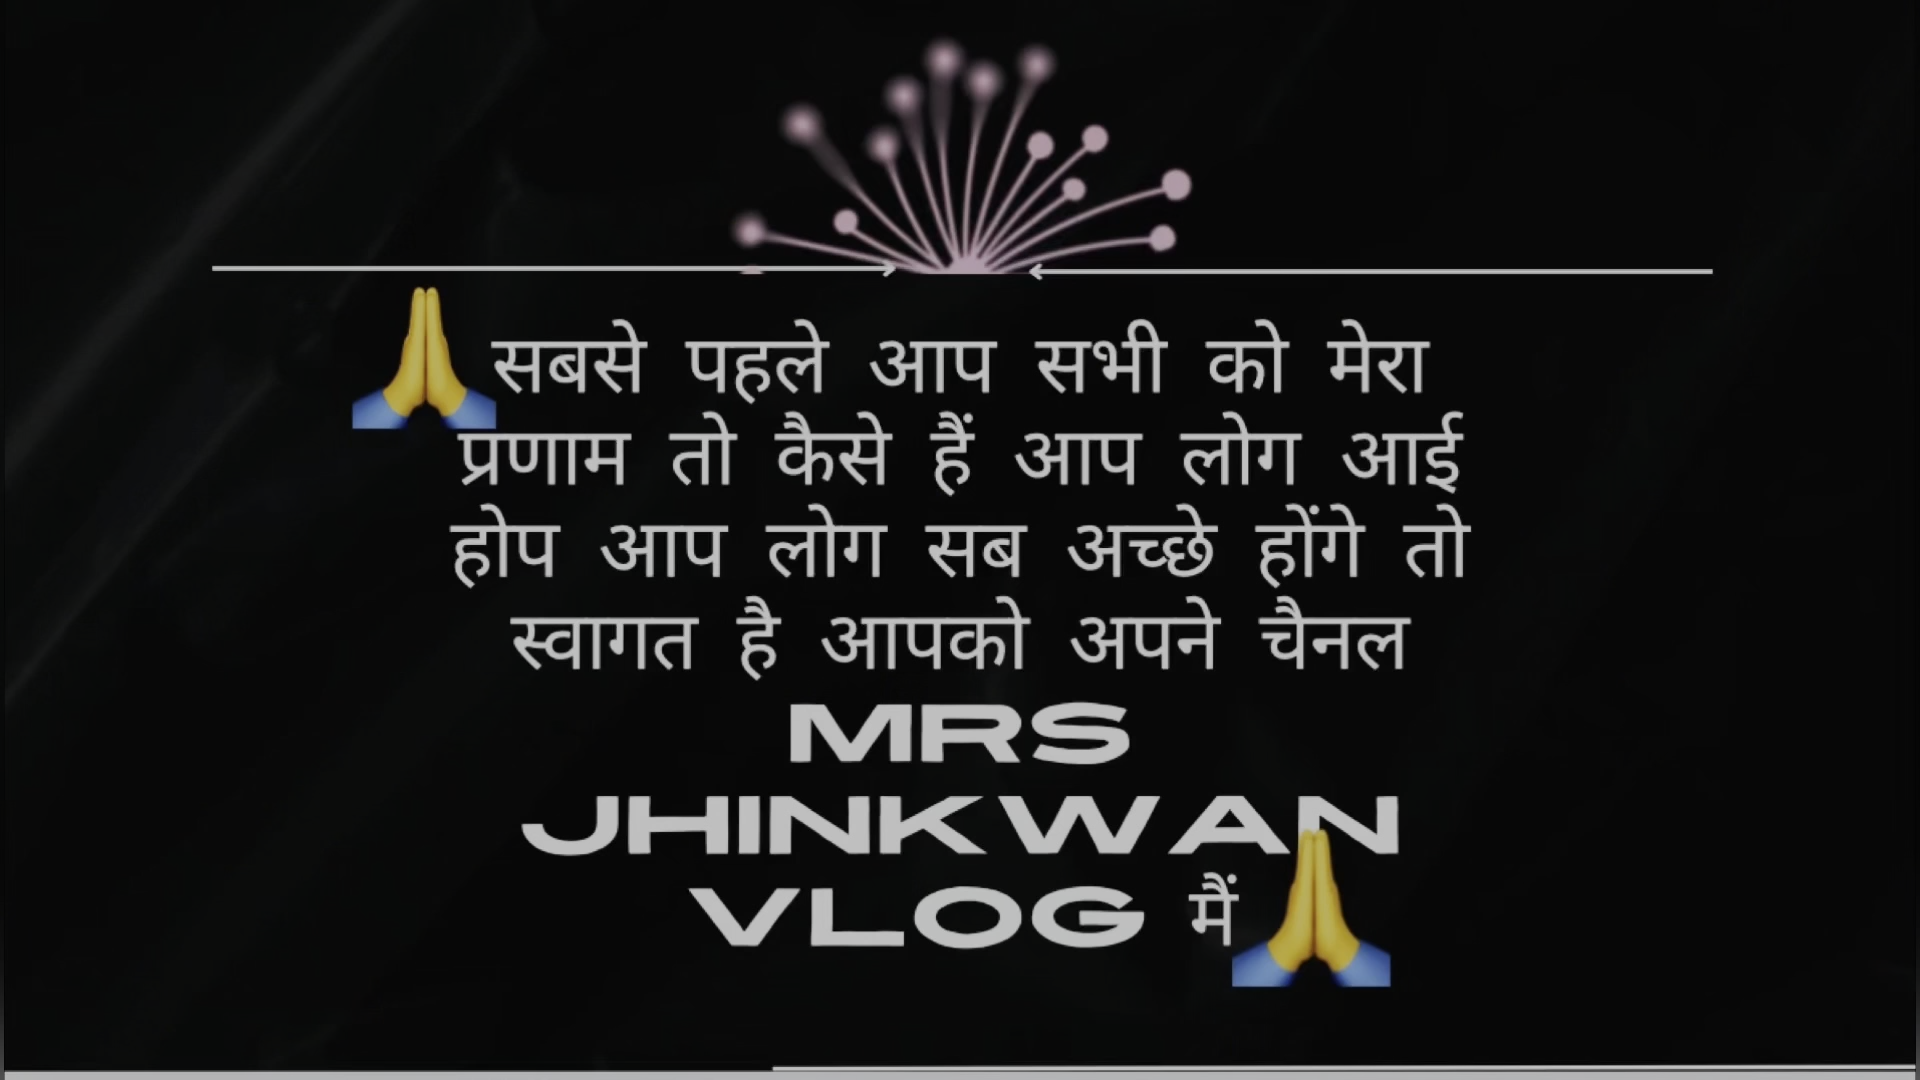 🙏सबसे पहले आप सभी को मेरा
प्रणाम तो कैसे हैं आप लोग आई
होप आप लोग सब अच्छे होंगे तो
स्वागत है आपको अपने चैनल
MRS
JHINKWAN
VLOG मैं🙏